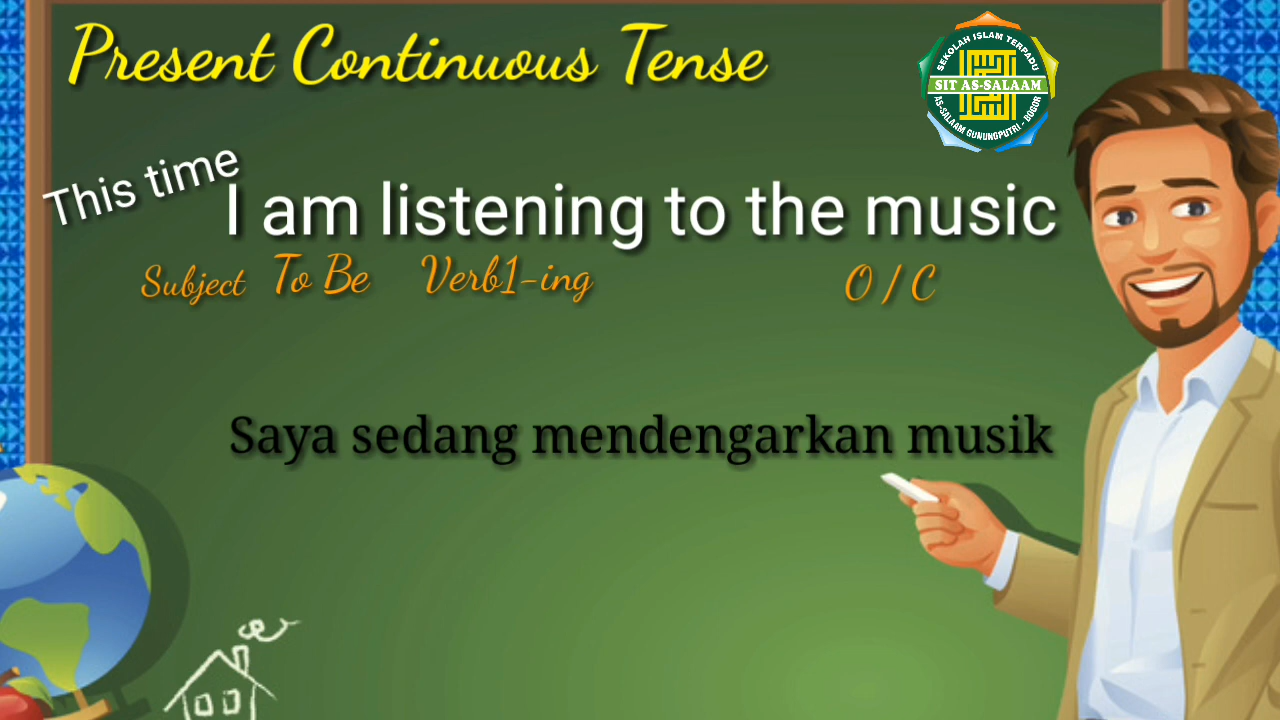 Present Continuous Tense
SEKOLAH ISLAM TERPADU
SIT AS-SALAAM
AS-SALAAM GUNUNGPUTRI - BOGOR
This time
I am listening to the music
Subject To Be Verb1-ing O / C
Saya sedang mendengarkan musik